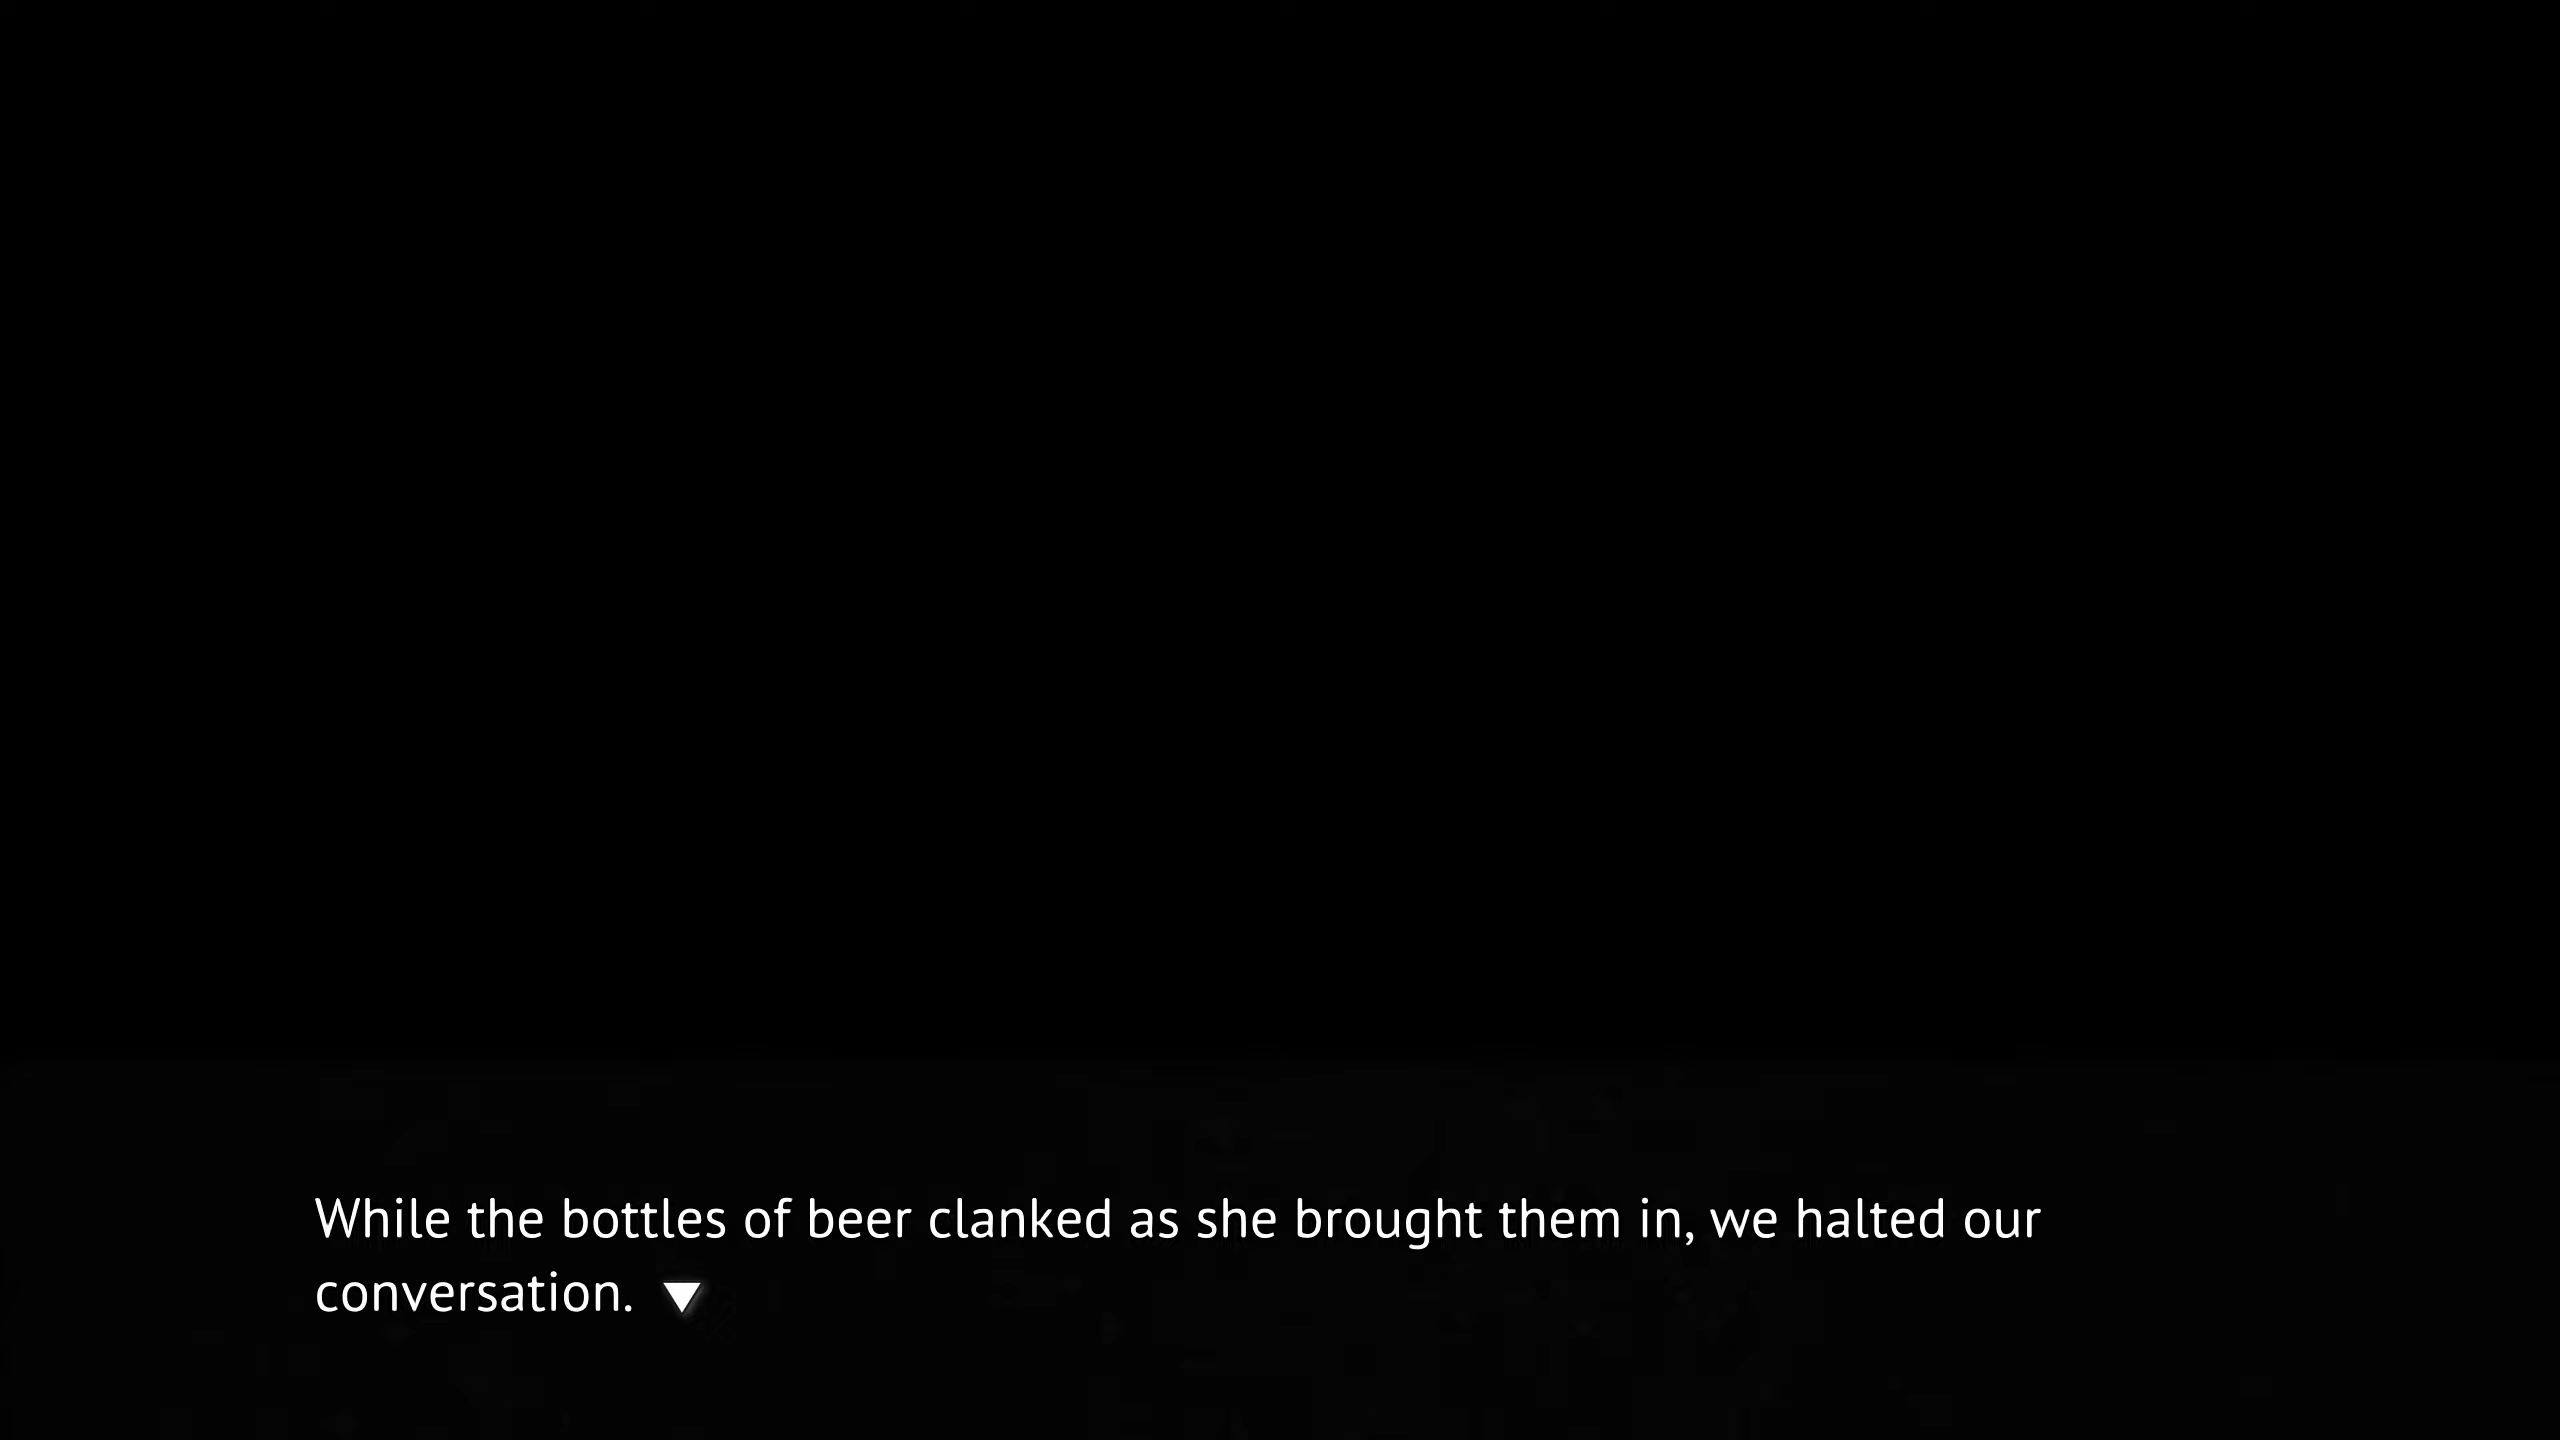 While the bottles of beer clanked as she brought them in, we halted our
conversation.